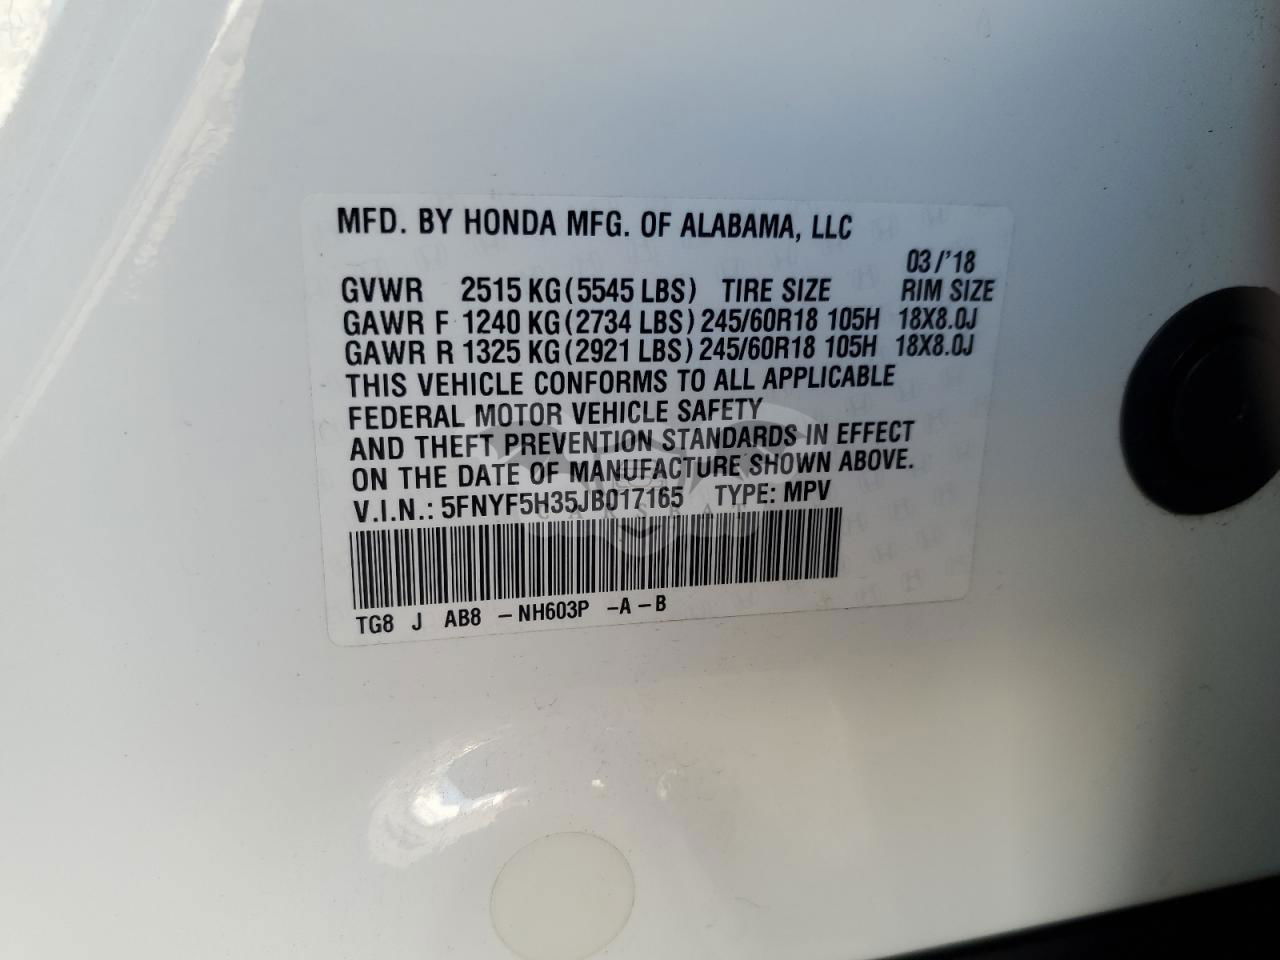 MFD. BY HONDA MFG. OF ALABAMA, LLC
03/'18
GVWR 2515 KG(5545 LBS) TIRE SIZE RIM SIZE
GAWR F 1240 KG(2734 LBS) 245/60R18 105H 18X8.0J
GAWR R 1325 KG(2921 LBS) 245/60R18 105H 18X8.0J
THIS VEHICLE CONFORMS TO ALL APPLICABLE
FEDERAL MOTOR VEHICLE SAFETY
AND THEFT PREVENTION STANDARDS IN EFFECT
ON THE DATE OF MANUFACTURE SHOWN ABOVE.
V.I.N.: 5FNYF5H35JB017165 TYPE: MPV
TG8 J AB8 -NH603P -A-B